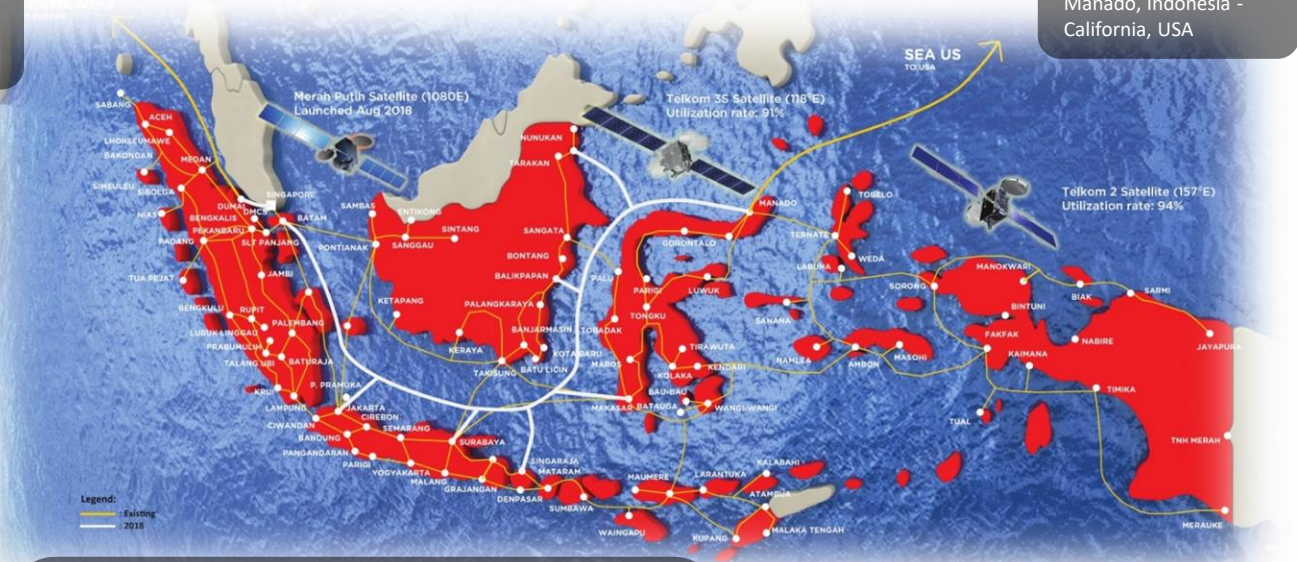 Manado, Indonesia -
California, USA
SEA US
TO USA
Merah Putih Satellite (1080E)
Launched Aug 2018
Telkom 3S Satellite (118°E)
Utilization rate: 91%
Telkom 2 Satellite (157°E)
Utilization rate: 94%
SABANG
ACEH
LHOKSEUMAWE
BAKONGAN
MEDAN
SIMEULEU
SIBOLGA
SINGAPORE
DUMAI
DMCS
NIAS
BENGKALIS
BATAM
PEKANBARU
PADANG
SLT PANJANG
TUA PEJAT
JAMBI
BENGKULU
RUPIT
LUBUK LINGGAU
PALEMBANG
PRABUMULIH
TALANG UBI
BATURAJA
KRUI
P. PRAMUKA
LAMPUNG
JAKARTA
CIWANDAN
CIREBON
BANDUNG
SEMARANG
PANGANDARAN
SURABAYA
PARIGI
YOGYAKARTA
MALANG
GRAJANGAN
SINGARAJA
MATARAM
DENPASAR
SUMBAWA
NUNUKAN
TARAKAN
SAMBAS
ENTIKONG
SINTANG
PONTIANAK
SANGGAU
SANGATA
BONTANG
BALIKPAPAN
KETAPANG
PALANGKARAYA
BANJARMASIN
KERAYA
KOTABARU
TAKISUNG
BATU LICIN
MANADO
GORONTALO
PALU
PARIGI
LUWUK
TONGKU
TOBADAK
TIRAWUTA
MAROS
KOLAKA
KENDARI
BAU-BAU
MAKASAR
BATAUGA
WANGI-WANGI
TOBELO
TERNATE
WEDA
LABUHA
SANANA
NAMLEA
AMBON
MASOHI
SORONG
MANOKWARI
BINTUNI
BIAK
SARMI
FAKFAK
NABIRE
KAIMANA
JAYAPURA
TIMIKA
TUAL
TNH MERAH
MERAUKE
MAUMERE
LARANTUKA
KALABAHI
ATAMBUA
WAINGAPU
KUPANG
MALAKA TENGAH
Legend:
: Existing
: 2018